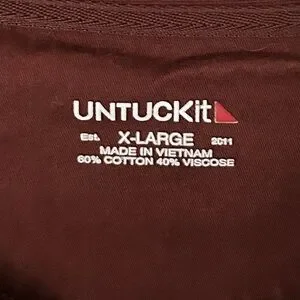 UNTUCKit
Est. X-LARGE 2011
MADE IN VIETNAM
60% COTTON 40% VISCOSE